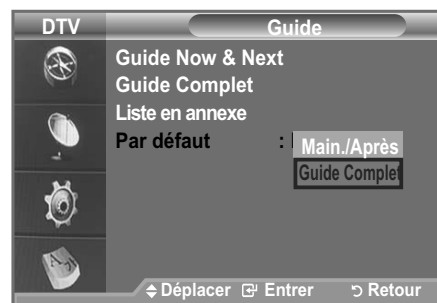 DTV Guide
Guide Now & Next
Guide Complet
Liste en annexe
Par défaut :
Main./Après
Guide Complet
Déplacer Entrer Retour